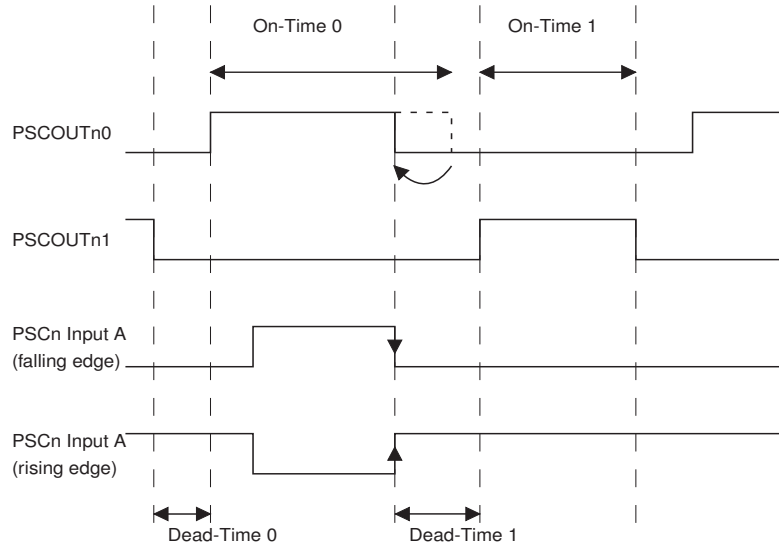 On-Time 0
On-Time 1
PSCOUTn0
PSCOUTn1
PSCn Input A
(falling edge)
PSCn Input A
(rising edge)
Dead-Time 0
Dead-Time 1